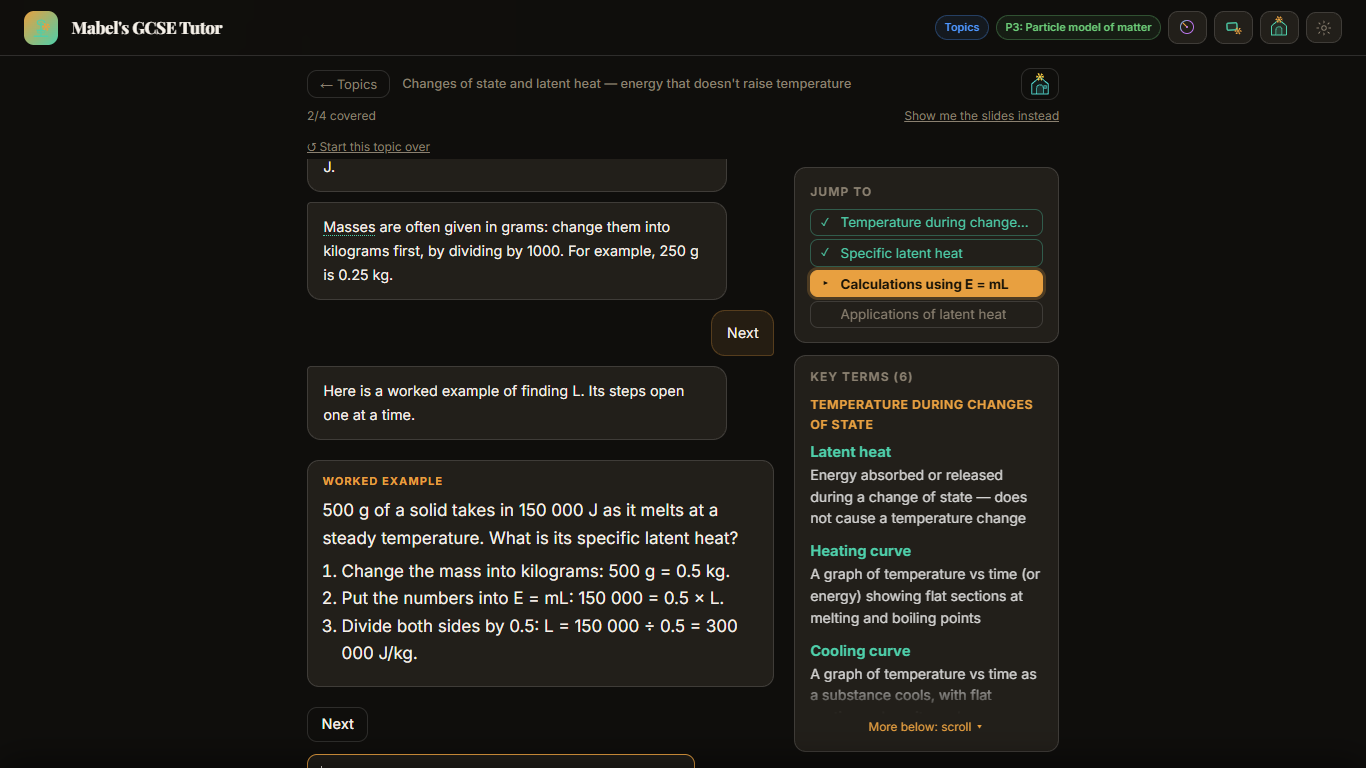 Mabel's GCSE Tutor
Topics
P3: Particle model of matter
← Topics
Changes of state and latent heat — energy that doesn't raise temperature
2/4 covered
Show me the slides instead
↺ Start this topic over
J.
Masses are often given in grams: change them into
kilograms first, by dividing by 1000. For example, 250 g
is 0.25 kg.
Next
Here is a worked example of finding L. Its steps open
one at a time.
WORKED EXAMPLE
500 g of a solid takes in 150 000 J as it melts at a
steady temperature. What is its specific latent heat?
1. Change the mass into kilograms: 500 g = 0.5 kg.
2. Put the numbers into E = mL: 150 000 = 0.5 × L.
3. Divide both sides by 0.5: L = 150 000 ÷ 0.5 = 300
000 J/kg.
Next
JUMP TO
✓ Temperature during change...
✓ Specific latent heat
‣ Calculations using E = mL
Applications of latent heat
KEY TERMS (6)
TEMPERATURE DURING CHANGES
OF STATE
Latent heat
Energy absorbed or released
during a change of state — does
not cause a temperature change
Heating curve
A graph of temperature vs time (or
energy) showing flat sections at
melting and boiling points
Cooling curve
A graph of temperature vs time as
a substance cools, with flat
More below: scroll ▾